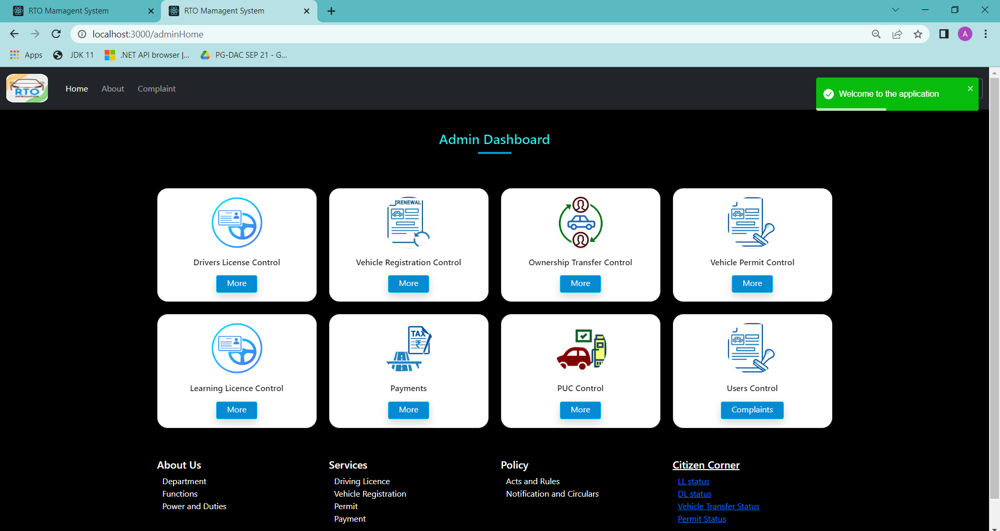 RTO Mamagent System
RTO Mamagent System
localhost:3000/adminHome
A
Apps
JDK 11
.NET API browser |...
PG-DAC SEP 21 - G...
RTO
INFROMATION
Home
About
Complaint
Welcome to the application
Admin Dashboard
RENEWAL
Drivers License Control
Vehicle Registration Control
Ownership Transfer Control
Vehicle Permit Control
More
More
More
More
TAX
₹
Learning Licence Control
Payments
PUC Control
Users Control
More
More
More
Complaints
About Us
Department
Functions
Power and Duties
Services
Driving Licence
Vehicle Registration
Permit
Payment
Policy
Acts and Rules
Notification and Circulars
Citizen Corner
LL status
DL status
Vehicle Transfer Status
Permit Status